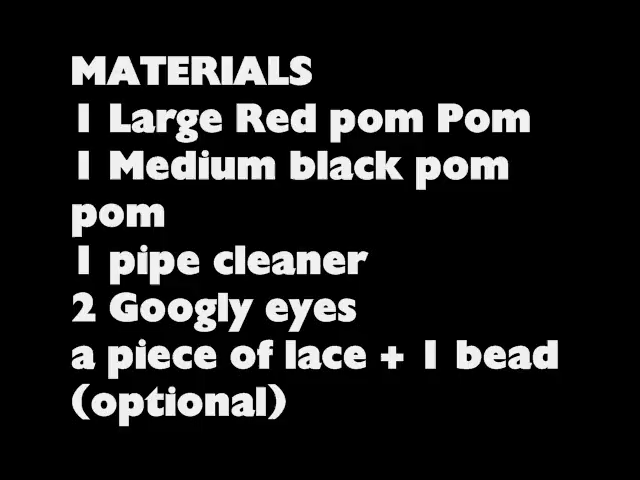 MATERIALS
1 Large Red pom Pom
1 Medium black pom
pom
1 pipe cleaner
2 Googly eyes
a piece of lace + 1 bead
(optional)